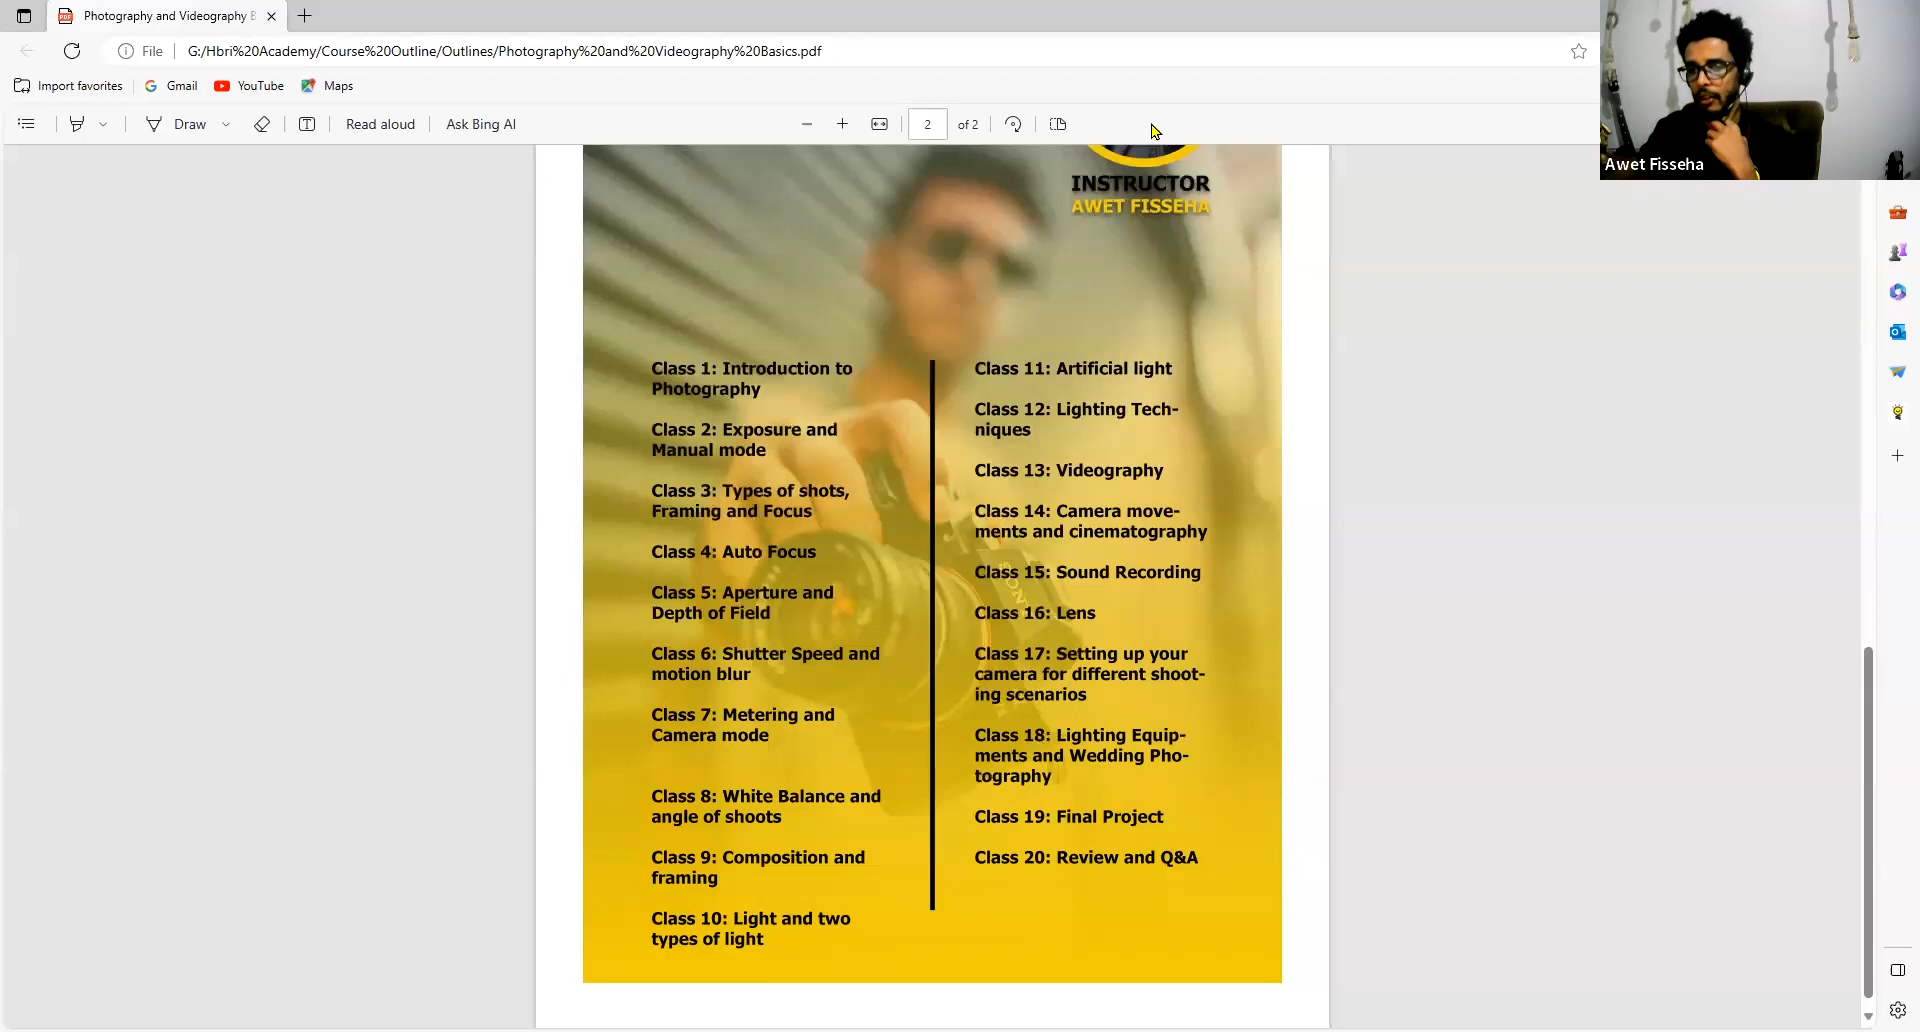 Photography and Videography B
File
G:/Hbri%20Academy/Course%20Outline/Outlines/Photography%20and%20Videography%20Basics.pdf
Import favorites
Gmail
YouTube
Maps
Draw
Read aloud
Ask Bing AI
2
of 2
Awet Fisseha
INSTRUCTOR
AWET FISSEHA
Class 1: Introduction to
Photography
Class 2: Exposure and
Manual mode
Class 3: Types of shots,
Framing and Focus
Class 4: Auto Focus
Class 5: Aperture and
Depth of Field
Class 6: Shutter Speed and
motion blur
Class 7: Metering and
Camera mode
Class 8: White Balance and
angle of shoots
Class 9: Composition and
framing
Class 10: Light and two
types of light
Class 11: Artificial light
Class 12: Lighting Tech-
niques
Class 13: Videography
Class 14: Camera move-
ments and cinematography
Class 15: Sound Recording
Class 16: Lens
Class 17: Setting up your
camera for different shoot-
ing scenarios
Class 18: Lighting Equip-
ments and Wedding Pho-
tography
Class 19: Final Project
Class 20: Review and Q&A
SONY